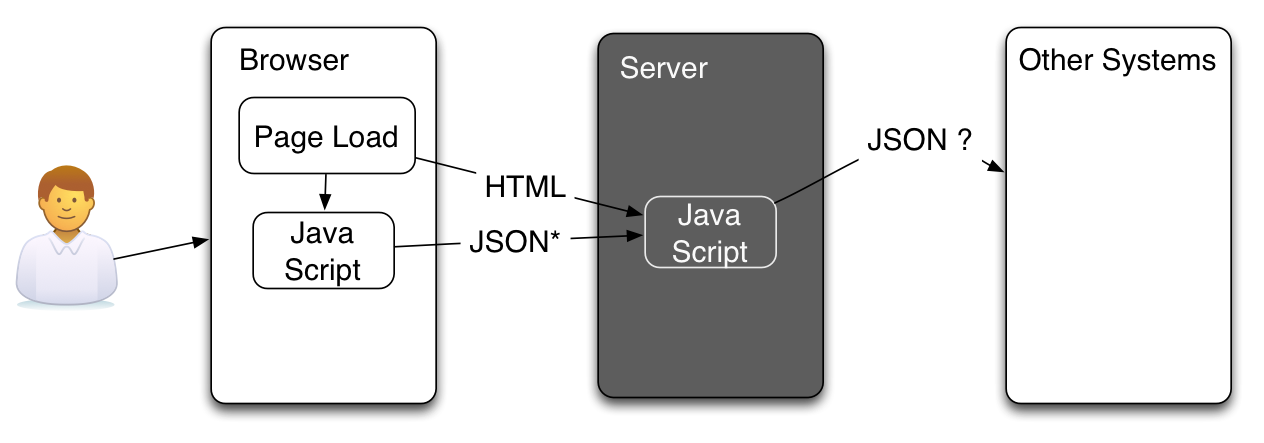 Browser
Page Load
Java
Script
HTML
JSON*
Server
Java
Script
JSON ?
Other Systems